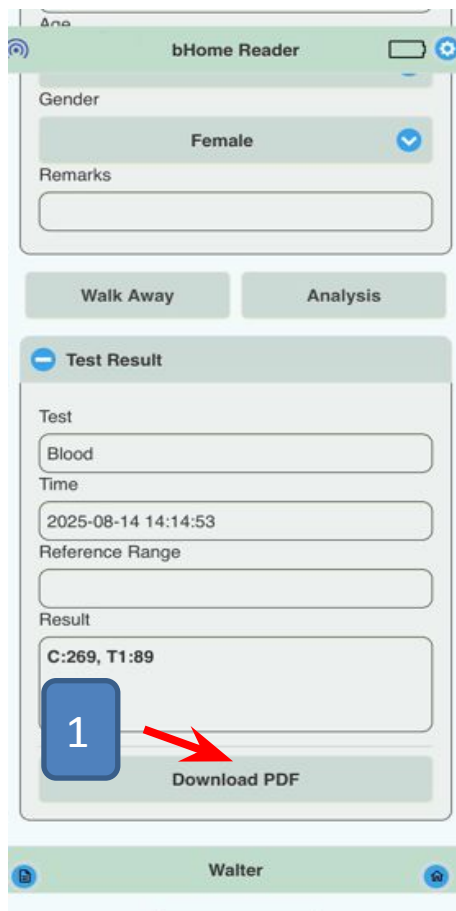 Age
bHome Reader
Gender
Female
Remarks
Walk Away
Analysis
Test Result
Test
Blood
Time
2025-08-14 14:14:53
Reference Range
Result
C:269, T1:89
1
Download PDF
Walter